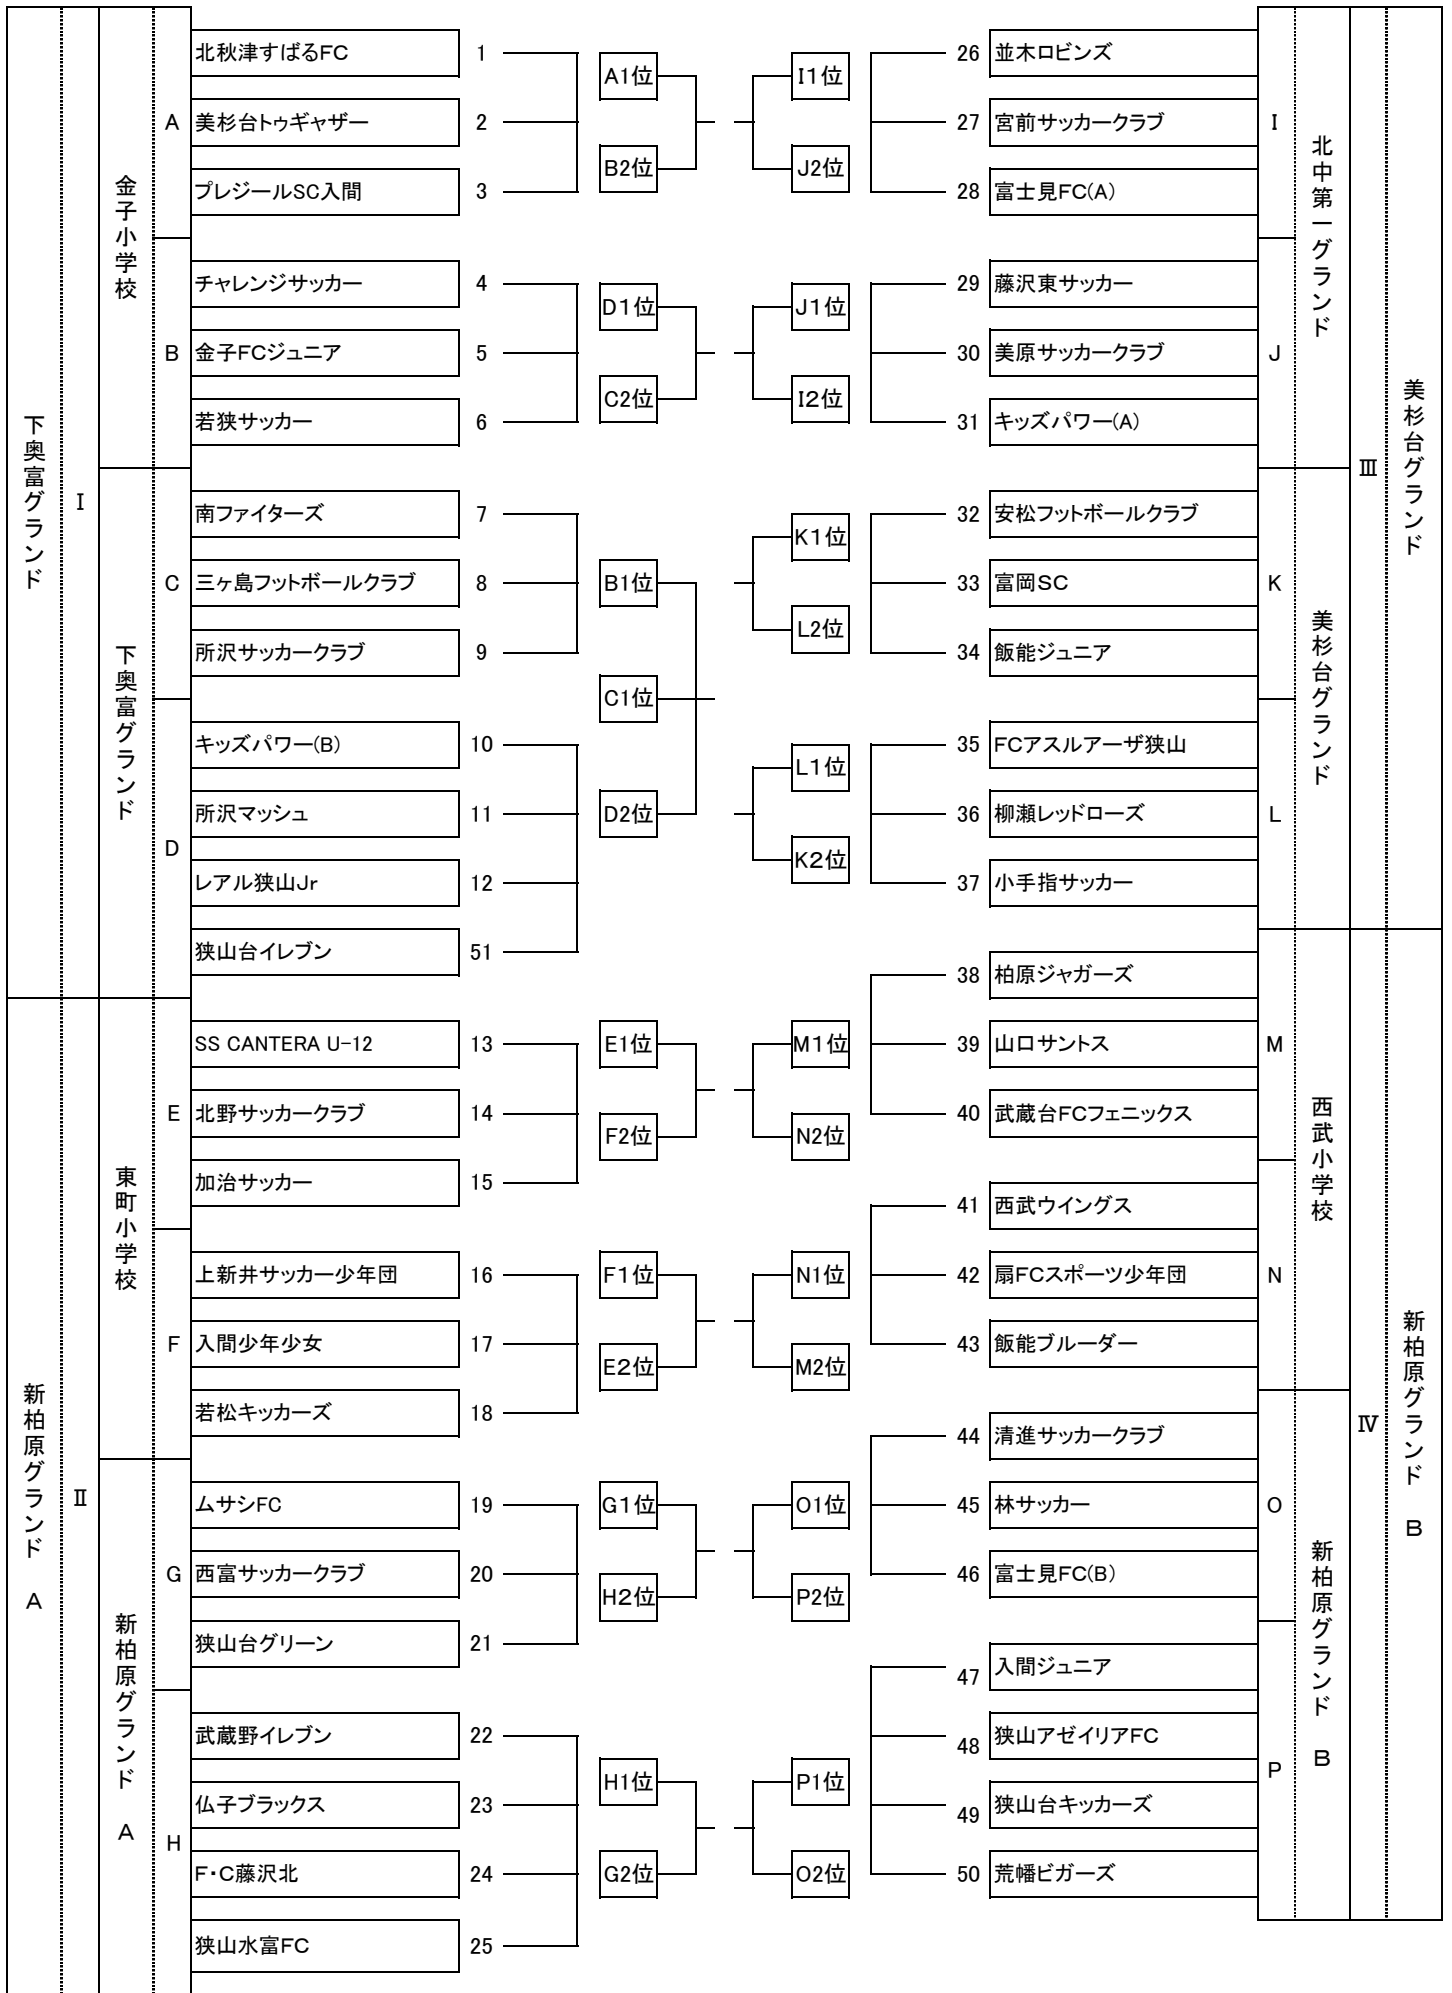 下奥富グランド
Ⅰ
金子小学校
A
北秋津すばるFC 1
美杉台トゥギャザー 2
プレジールSC入間 3
B
チャレンジサッカー 4
金子FCジュニア 5
若狭サッカー 6
下奥富グランド
C
南ファイターズ 7
三ヶ島フットボールクラブ 8
所沢サッカークラブ 9
D
キッズパワー(B) 10
所沢マッシュ 11
レアル狭山Jr 12
狭山台イレブン 51
新柏原グランド A
Ⅱ
東町小学校
E
SS CANTERA U-12 13
北野サッカークラブ 14
加治サッカー 15
F
上新井サッカー少年団 16
入間少年少女 17
若松キッカーズ 18
新柏原グランド A
G
ムサシFC 19
西富サッカークラブ 20
狭山台グリーン 21
H
武蔵野イレブン 22
仏子ブラックス 23
F・C藤沢北 24
狭山水富FC 25
A1位
B2位
D1位
C2位
B1位
C1位
D2位
E1位
F2位
F1位
E2位
G1位
H2位
H1位
G2位
I1位
J2位
J1位
I2位
K1位
L2位
L1位
K2位
M1位
N2位
N1位
M2位
O1位
P2位
P1位
O2位
26 並木ロビンズ
27 宮前サッカークラブ
28 富士見FC(A)
I
29 藤沢東サッカー
30 美原サッカークラブ
31 キッズパワー(A)
J
北中第一グランド
32 安松フットボールクラブ
33 富岡SC
34 飯能ジュニア
K
35 FCアスルアーザ狭山
36 柳瀬レッドローズ
37 小手指サッカー
L
美杉台グランド
Ⅲ
美杉台グランド
38 柏原ジャガーズ
39 山口サントス
40 武蔵台FCフェニックス
M
41 西武ウイングス
42 扇FCスポーツ少年団
43 飯能ブルーダー
N
西武小学校
44 清進サッカークラブ
45 林サッカー
46 富士見FC(B)
O
47 入間ジュニア
48 狭山アゼイリアFC
49 狭山台キッカーズ
50 荒幡ビガーズ
P
新柏原グランド B
Ⅳ
新柏原グランド B